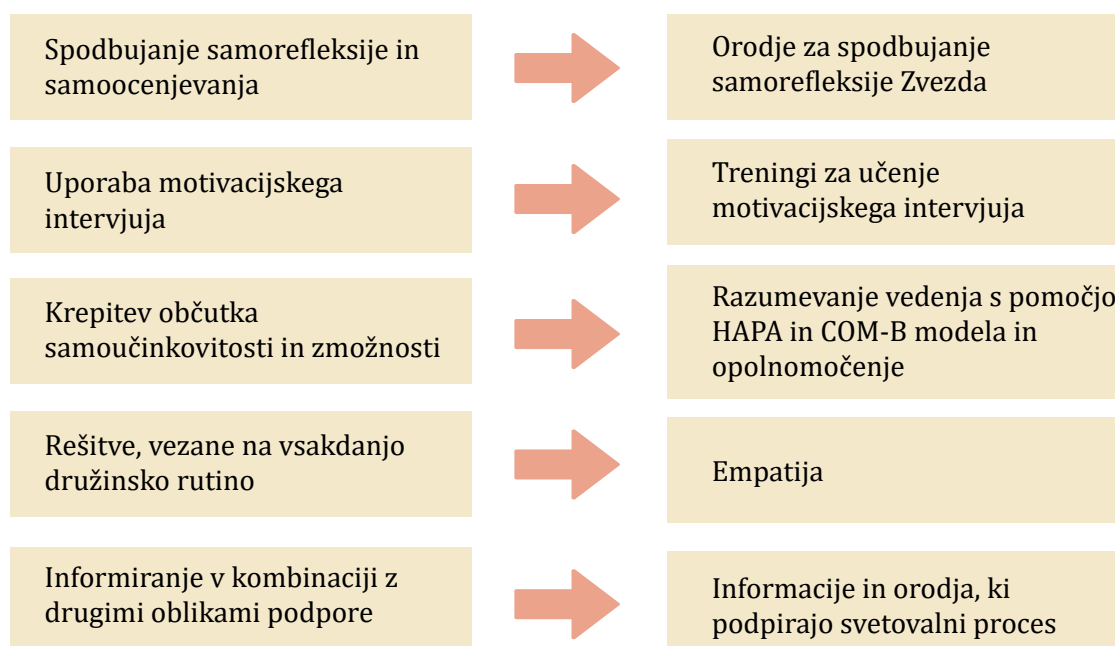 Spodbujanje samorefleksije in
samoocenjevanja
Orodje za spodbujanje
samorefleksije Zvezda
Uporaba motivacijskega
intervjuja
Treningi za učenje
motivacijskega intervjuja
Krepitev občutka
samoučinkovitosti in zmožnosti
Razumevanje vedenja s pomočjo
HAPA in COM-B modela in
opolnomočenje
Rešitve, vezane na vsakdanjo
družinsko rutino
Empatija
Informiranje v kombinaciji z
drugimi oblikami podpore
Informacije in orodja, ki
podpirajo svetovalni proces